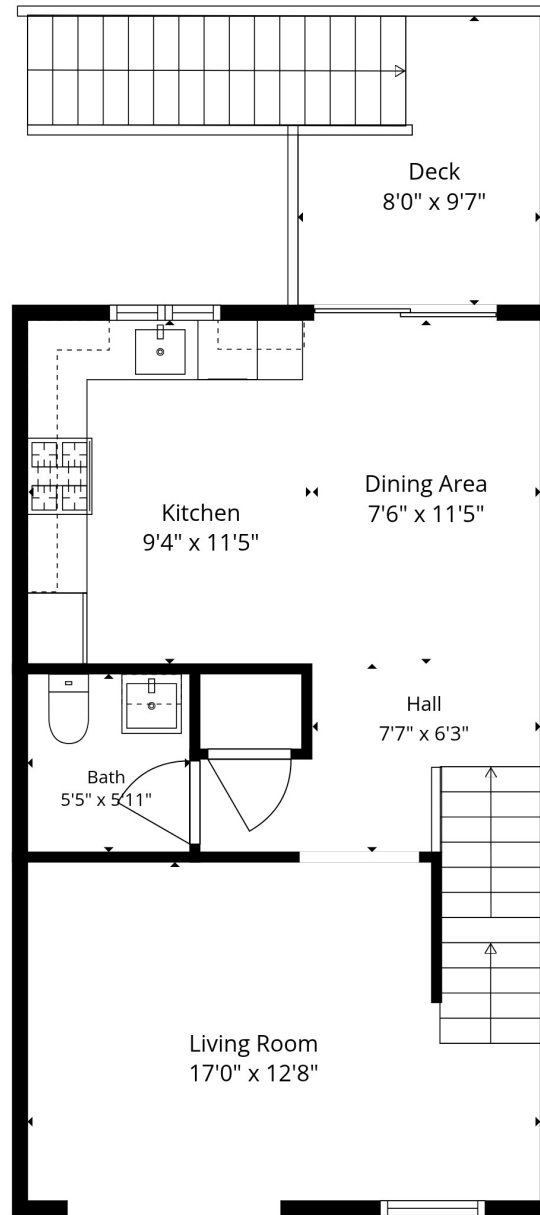 Deck
8'0" x 9'7"
Dining Area
7'6" x 11'5"
Kitchen
9'4" x 11'5"
Hall
7'7" x 6'3"
Bath
5'5" x 5'11"
Living Room
17'0" x 12'8"